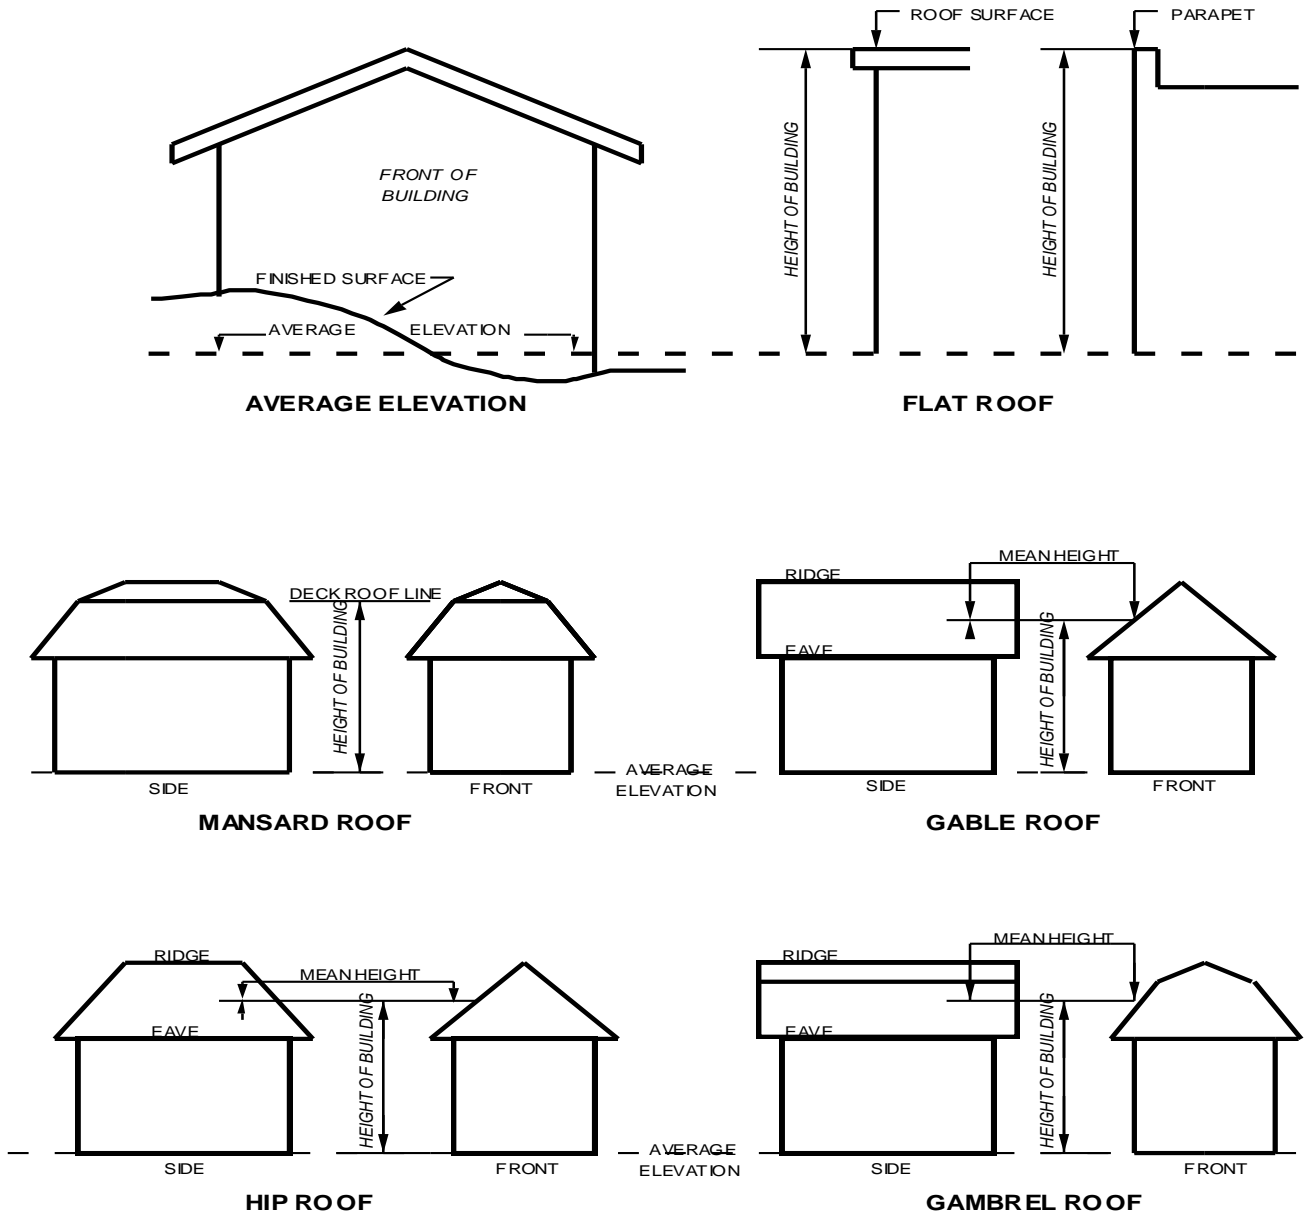 ROOF SURFACE
PARAPET
HEIGHT OF BUILDING
HEIGHT OF BUILDING
FRONT OF
BUILDING
FINISHED SURFACE
AVERAGE ELEVATION
AVERAGE ELEVATION
FLAT ROOF
DECK ROOF LINE
HEIGHT OF BUILDING
SIDE
FRONT
MANSARD ROOF
MEAN HEIGHT
RIDGE
EAVE
HEIGHT OF BUILDING
AVERAGE
ELEVATION
SIDE
FRONT
GABLE ROOF
RIDGE
MEAN HEIGHT
EAVE
HEIGHT OF BUILDING
SIDE
FRONT
HIP ROOF
MEAN HEIGHT
RIDGE
EAVE
HEIGHT OF BUILDING
AVERAGE
ELEVATION
SIDE
FRONT
GAMBREL ROOF